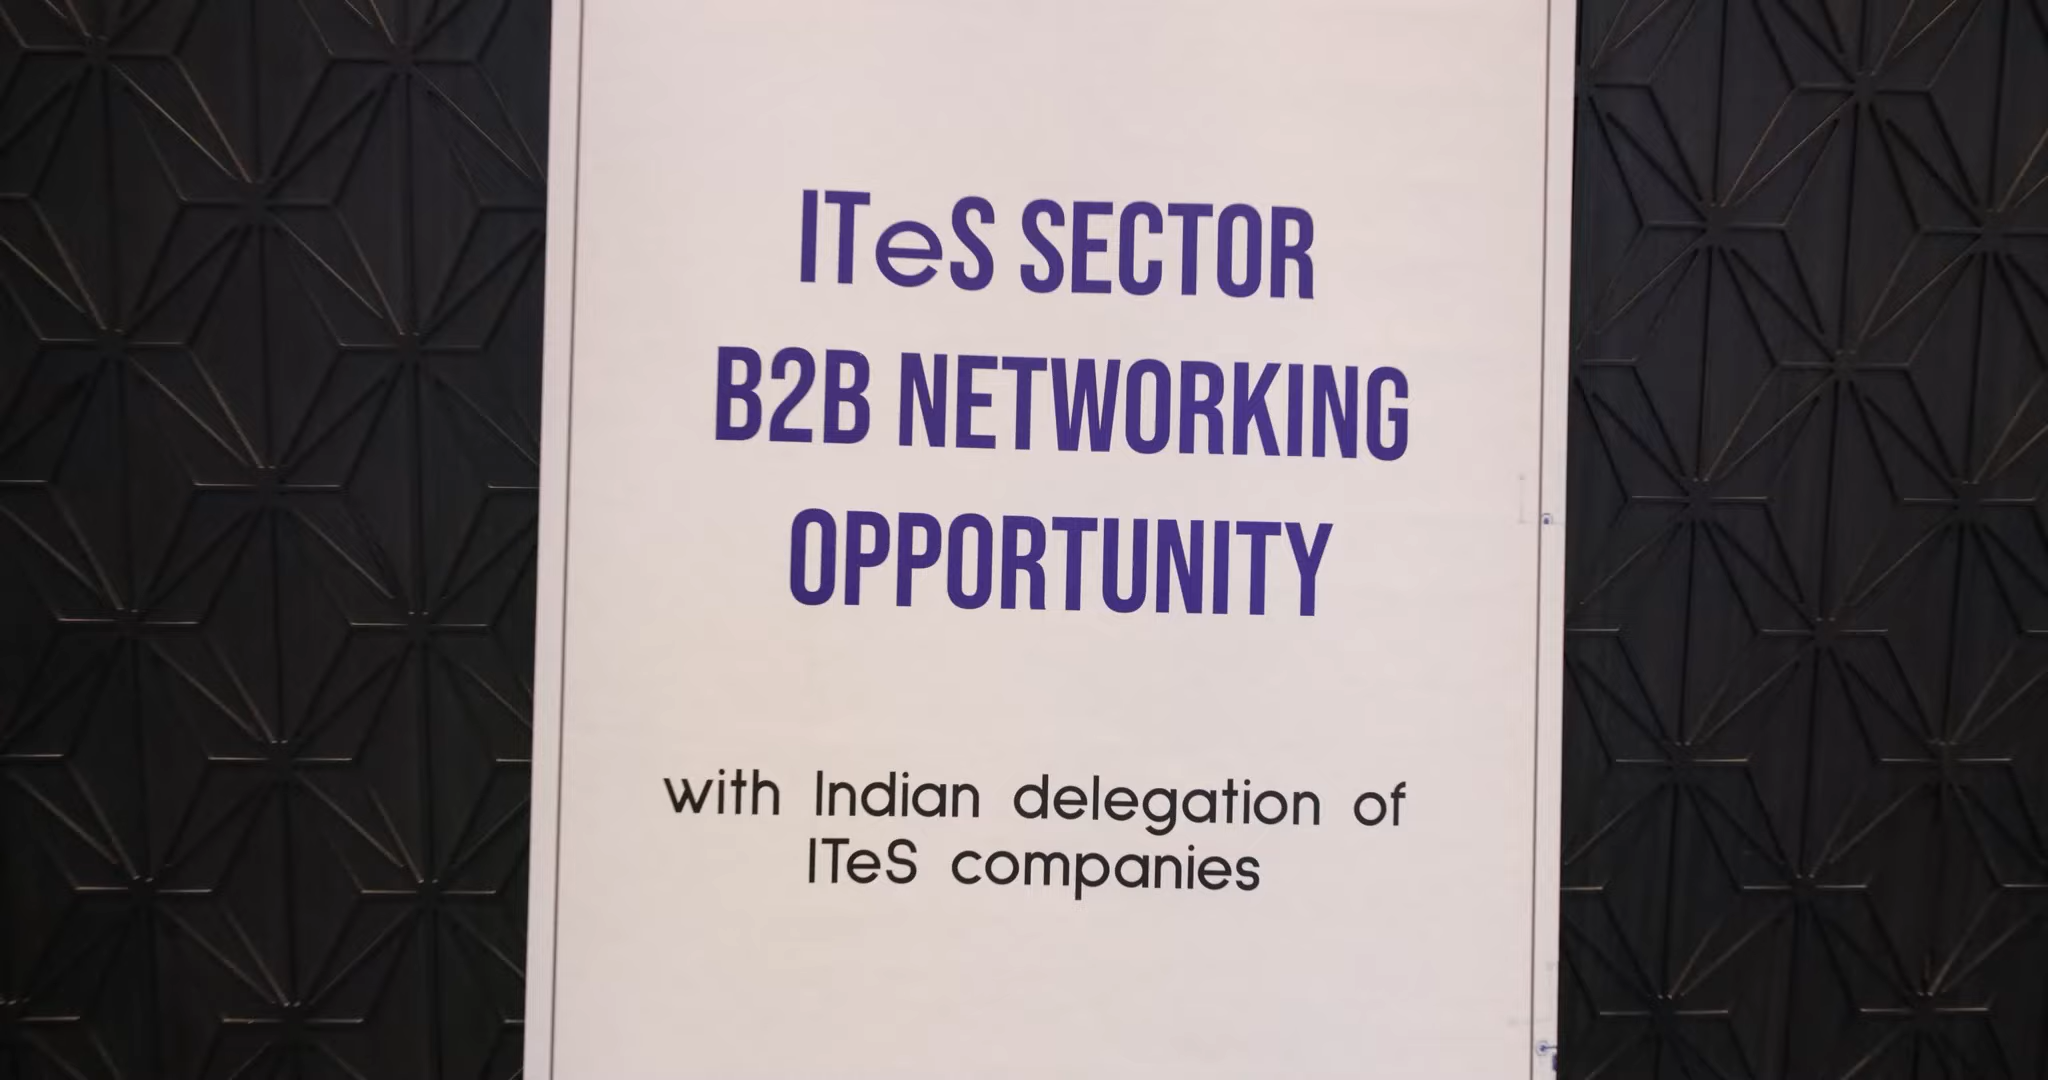 ITeS SECTOR
B2B NETWORKING
OPPORTUNITY
with Indian delegation of
ITeS companies